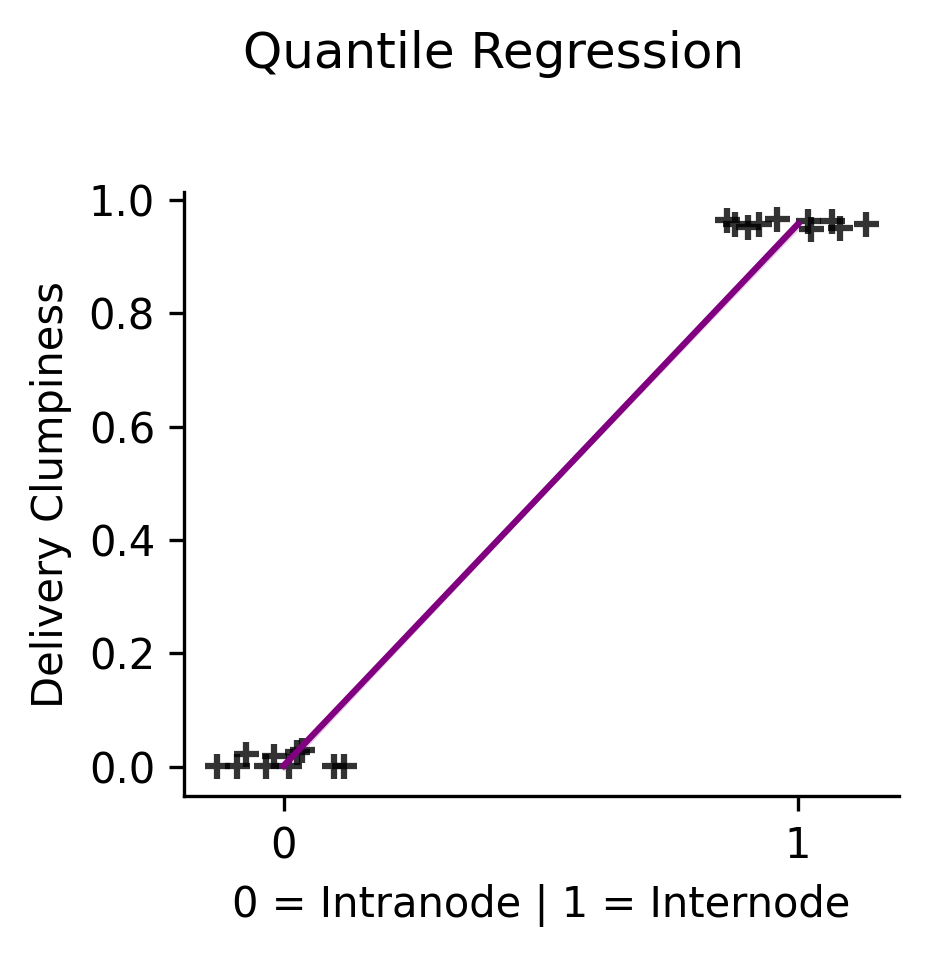 Quantile Regression
1.0
0.8
0.6
0.4
0.2
0.0
Delivery Clumpiness
0
1
0 = Intranode | 1 = Internode